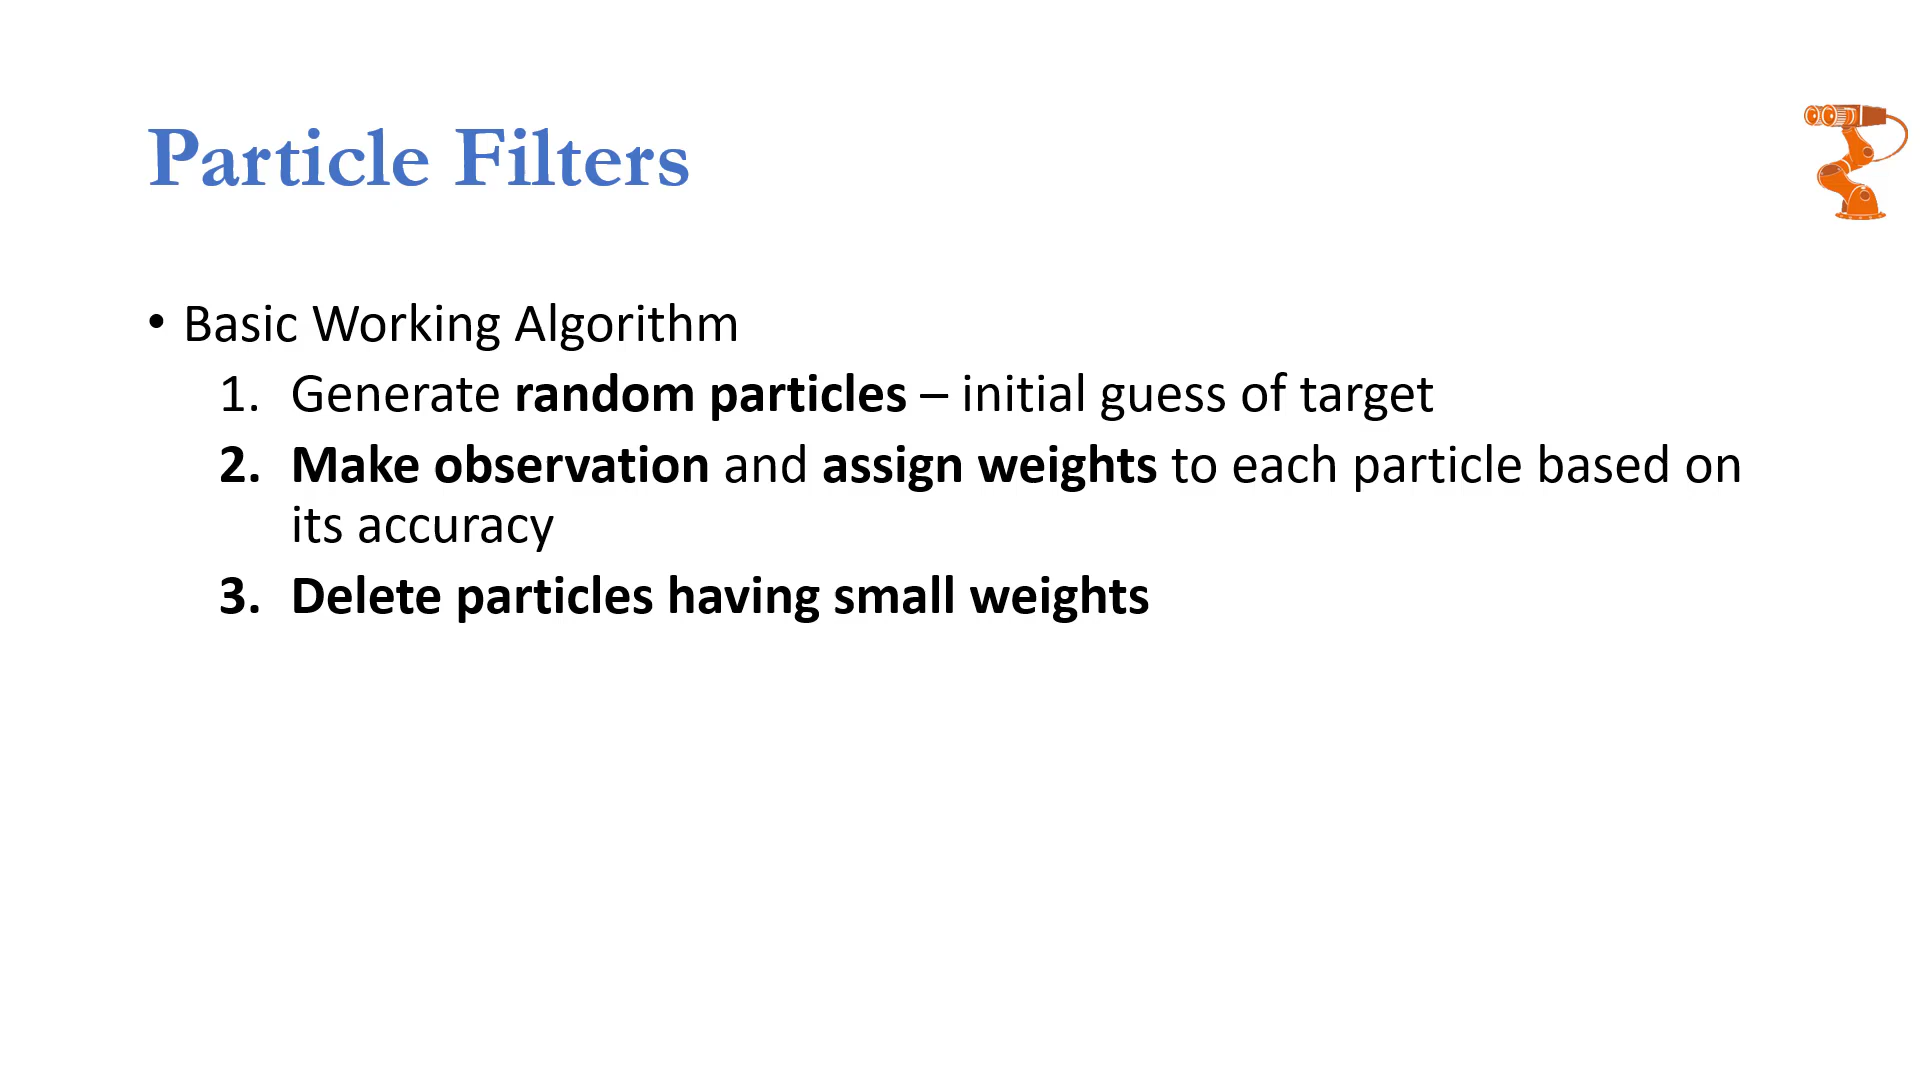 Particle Filters
• Basic Working Algorithm
1. Generate random particles – initial guess of target
2. Make observation and assign weights to each particle based on
its accuracy
3. Delete particles having small weights